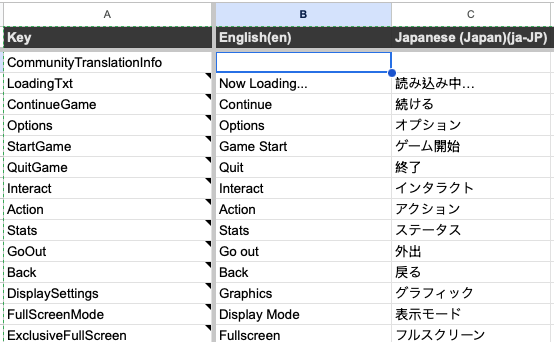 A B C
Key English(en) Japanese (Japan)(ja-JP)
CommunityTranslationInfo
LoadingTxt Now Loading... 読み込み中…
ContinueGame Continue 続ける
Options Options オプション
StartGame Game Start ゲーム開始
QuitGame Quit 終了
Interact Interact インタラクト
Action Action アクション
Stats Stats ステータス
GoOut Go out 外出
Back Back 戻る
DisplaySettings Graphics グラフィック
FullScreenMode Display Mode 表示モード
ExclusiveFullScreen Fullscreen フルスクリーン